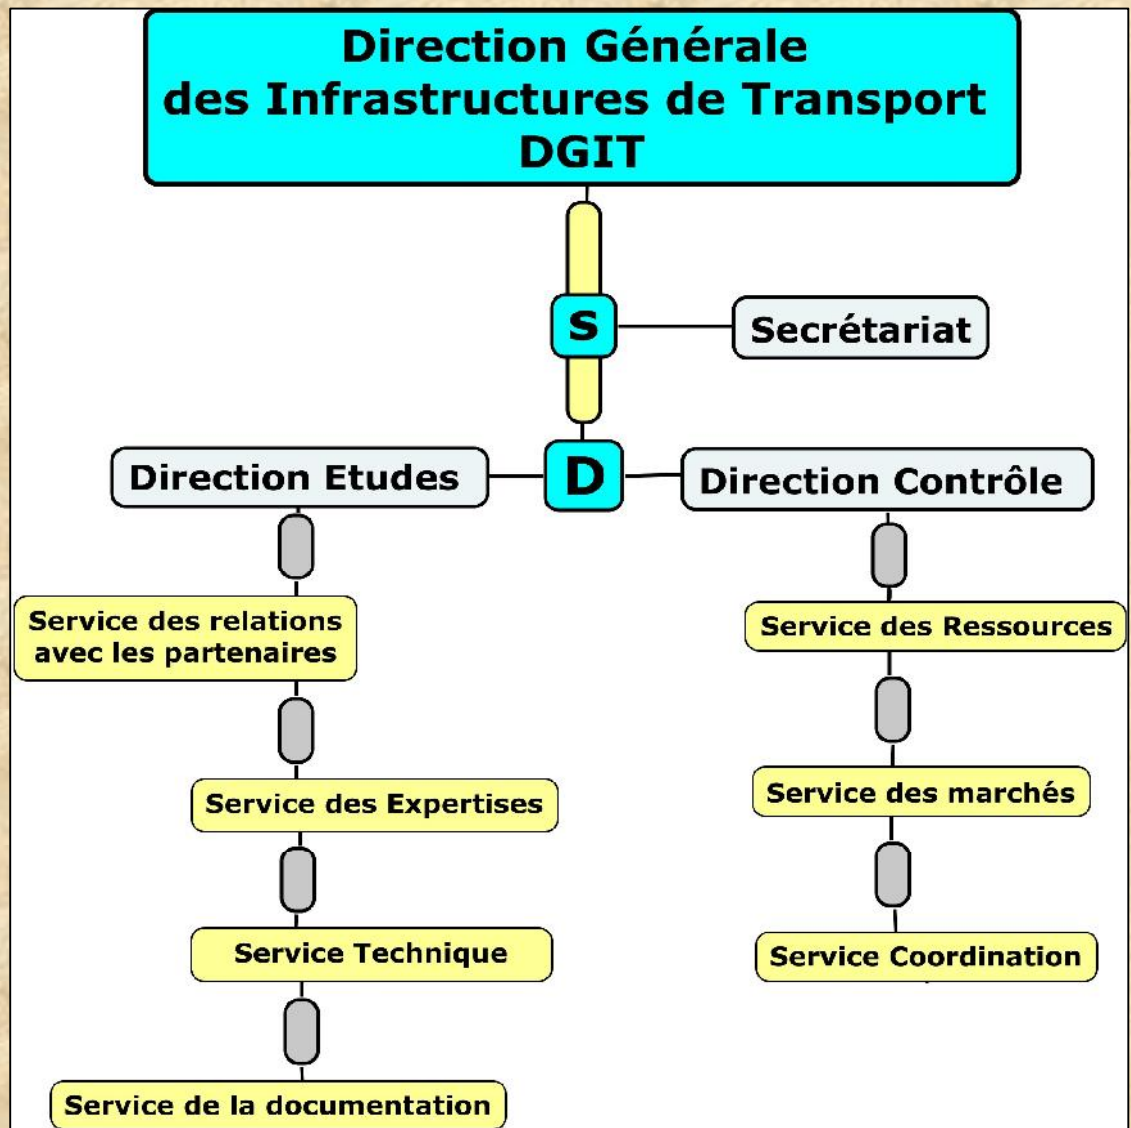 Direction Générale
des Infrastructures de Transport
DGIT
S
Secrétariat
Direction Etudes
D
Direction Contrôle
Service des relations
avec les partenaires
Service des Expertises
Service Technique
Service de la documentation
Service des Ressources
Service des marchés
Service Coordination